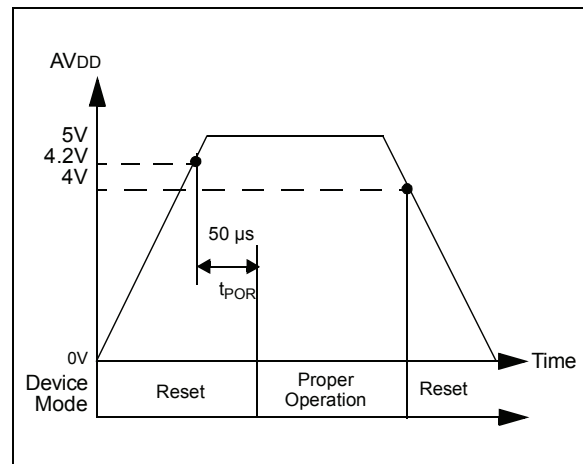 AVDD
5V
4.2V
4V
50 µs
tPOR
0V
Time
Device
Mode
Reset
Proper
Operation
Reset